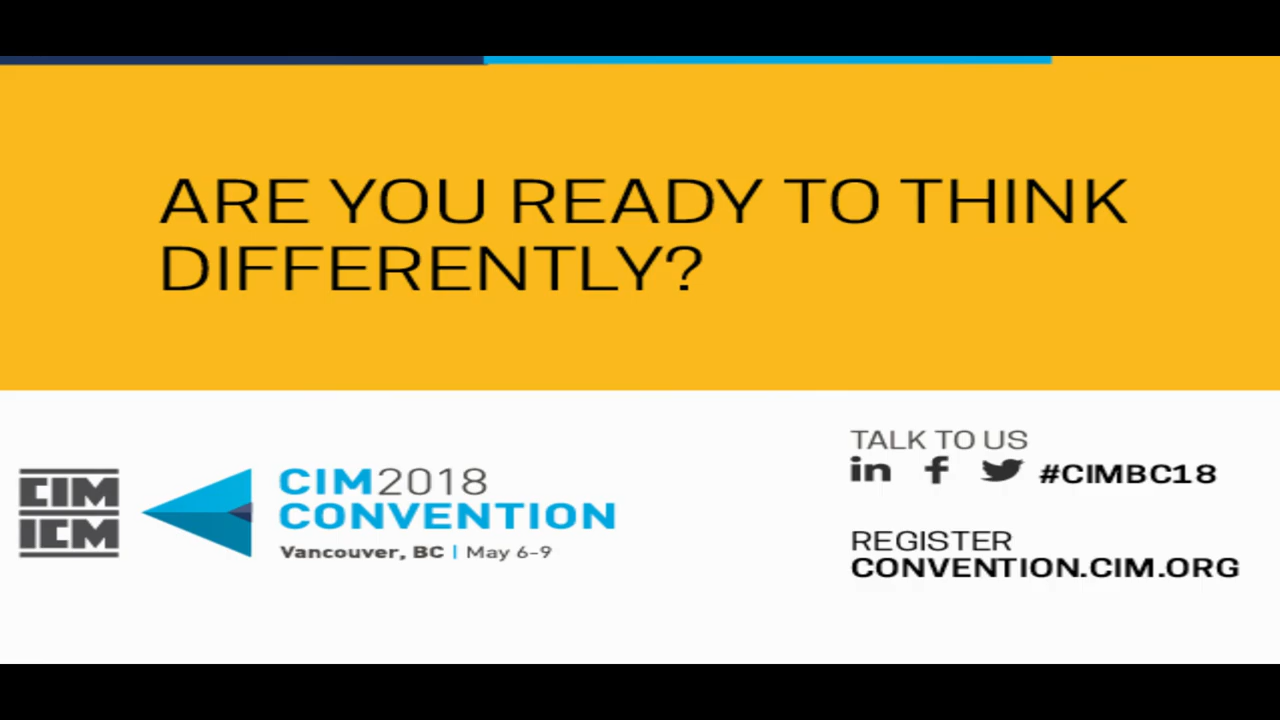 ARE YOU READY TO THINK
DIFFERENTLY?
CIM
ICM
CIM2018
CONVENTION
Vancouver, BC | May 6-9
TALK TO US
in f #CIMBC18
REGISTER
CONVENTION.CIM.ORG